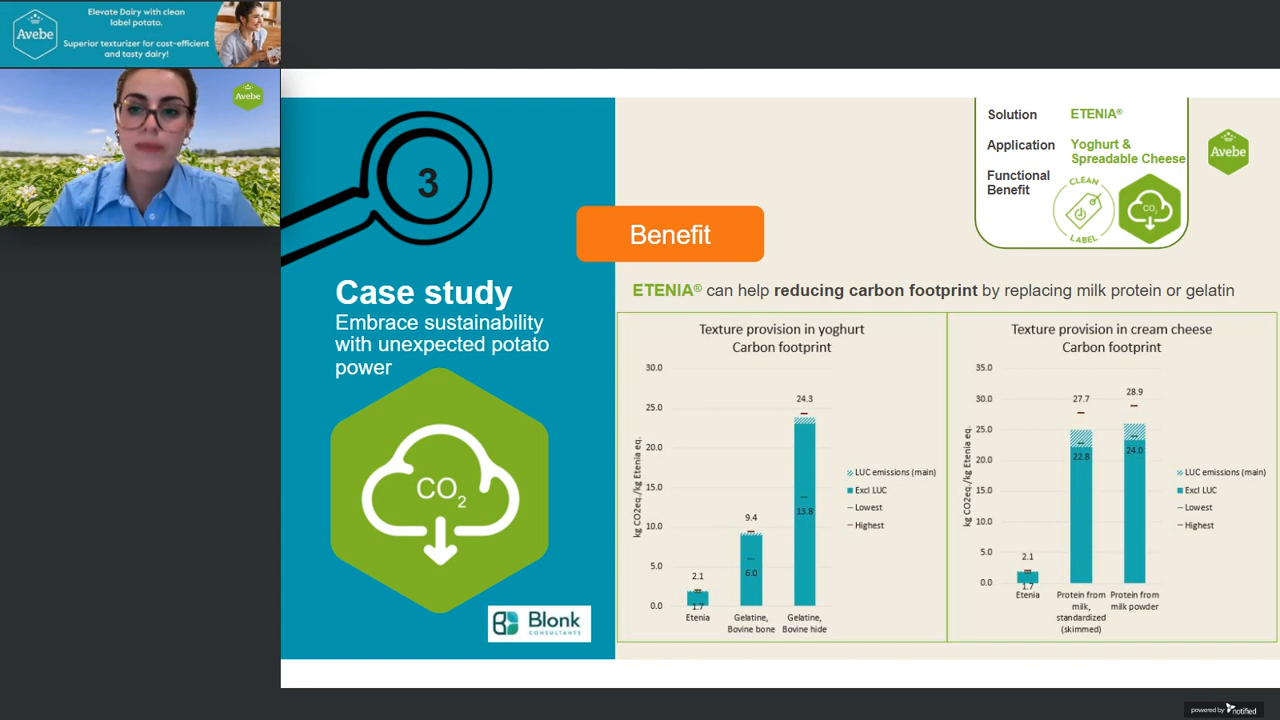 Elevate Dairy with clean
label potato.
Superior texturizer for cost-efficient
and tasty dairy!
Avebe
Avebe
3
Case study
Embrace sustainability
with unexpected potato
power
CO2
Blonk
CONSULTANTS
Benefit
Solution ETENIA®
Application Yoghurt &
Spreadable Cheese
Functional
Benefit
CLEAN
LABEL
CO2
Avebe
ETENIA® can help reducing carbon footprint by replacing milk protein or gelatin
Texture provision in yoghurt
Carbon footprint
kg CO2eq./kg Etenia eq.
30.0
25.0
20.0
15.0
10.0
5.0
0.0
2.1
1.7
9.4
6.0
24.3
13.8
Etenia
Gelatine,
Bovine bone
Gelatine,
Bovine hide
LUC emissions (main)
Excl LUC
Lowest
Highest
Texture provision in cream cheese
Carbon footprint
kg CO2eq./kg Etenia eq.
35.0
30.0
25.0
20.0
15.0
10.0
5.0
0.0
2.1
1.7
27.7
22.8
28.9
24.0
Etenia
Protein from
milk,
standardized
(skimmed)
Protein from
milk powder
LUC emissions (main)
Excl LUC
Lowest
Highest
powered by notified